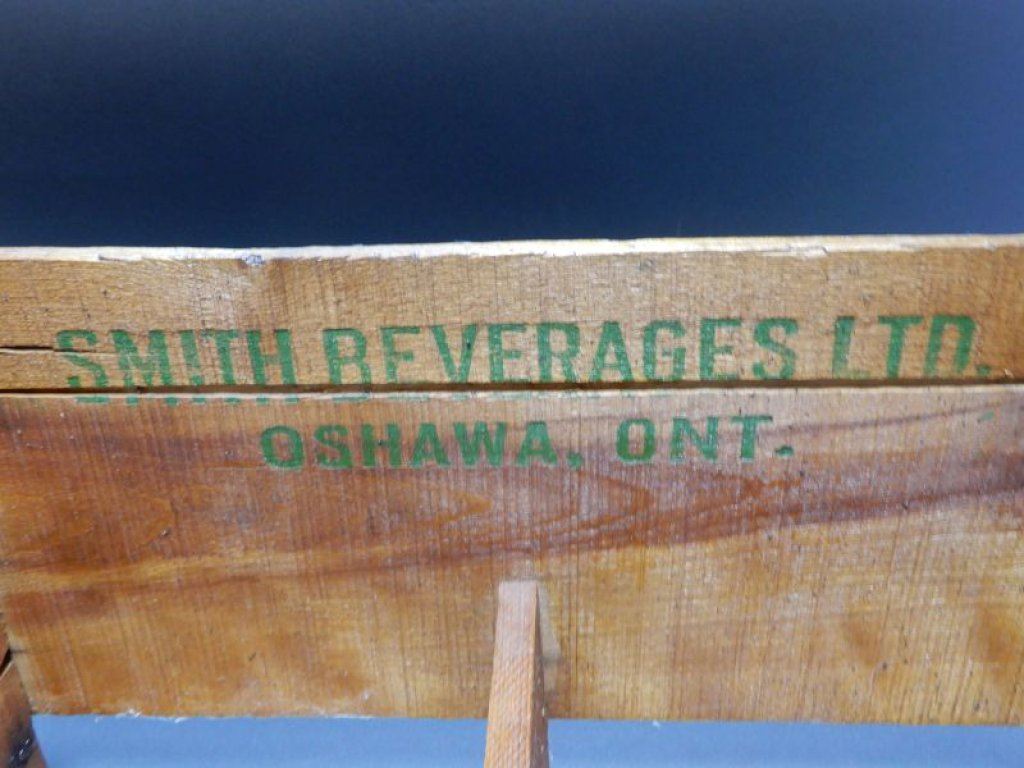 SMITH BEVERAGES LTD.
OSHAWA, ONT.